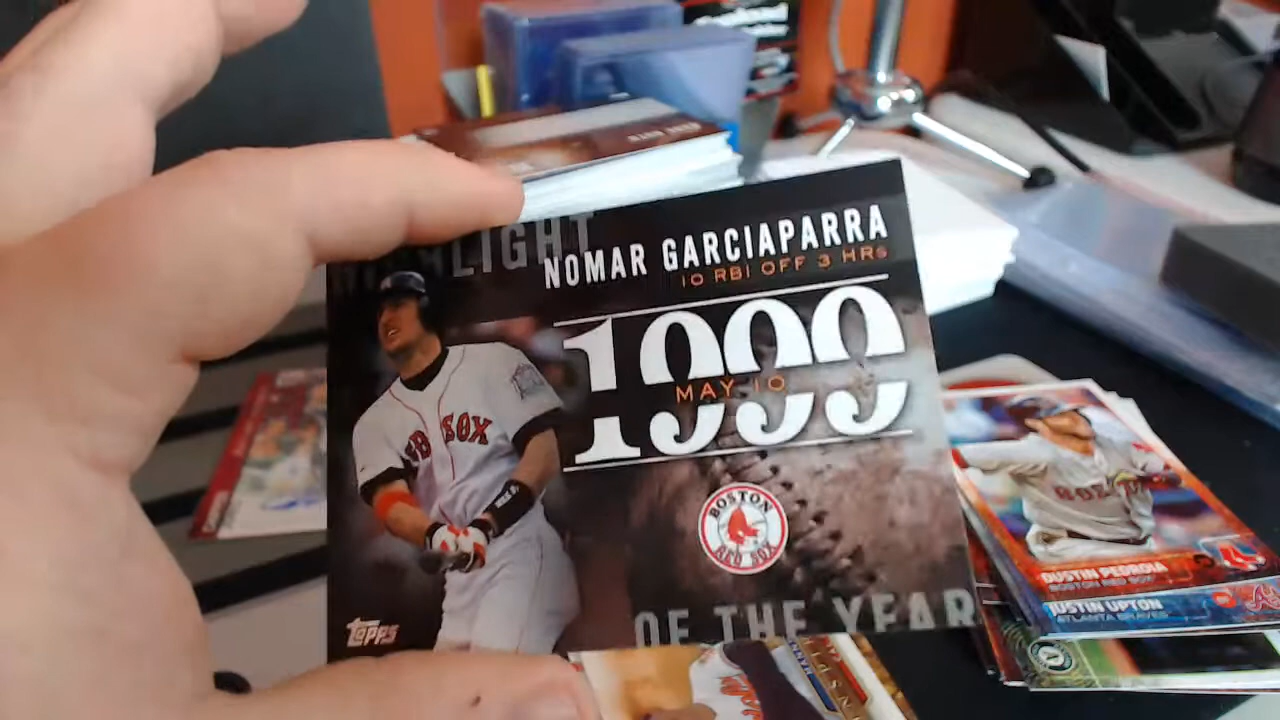 HIGHLIGHT
NOMAR GARCIAPARRA
10 RBI OFF 3 HRs
1999
MAY 10
RED SOX
BOSTON
RED SOX
OF THE YEAR
TOPPS
DUSTIN PEDROIA
BOSTON RED SOX
JUSTIN UPTON
ATLANTA BRAVES